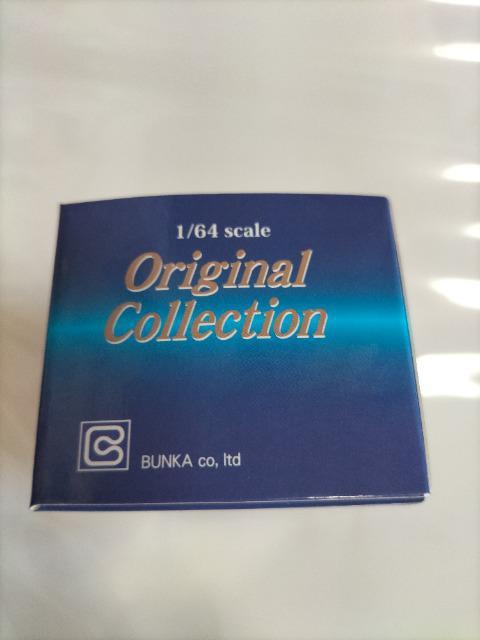 1/64 scale
Original
Collection
BUNKA co, ltd